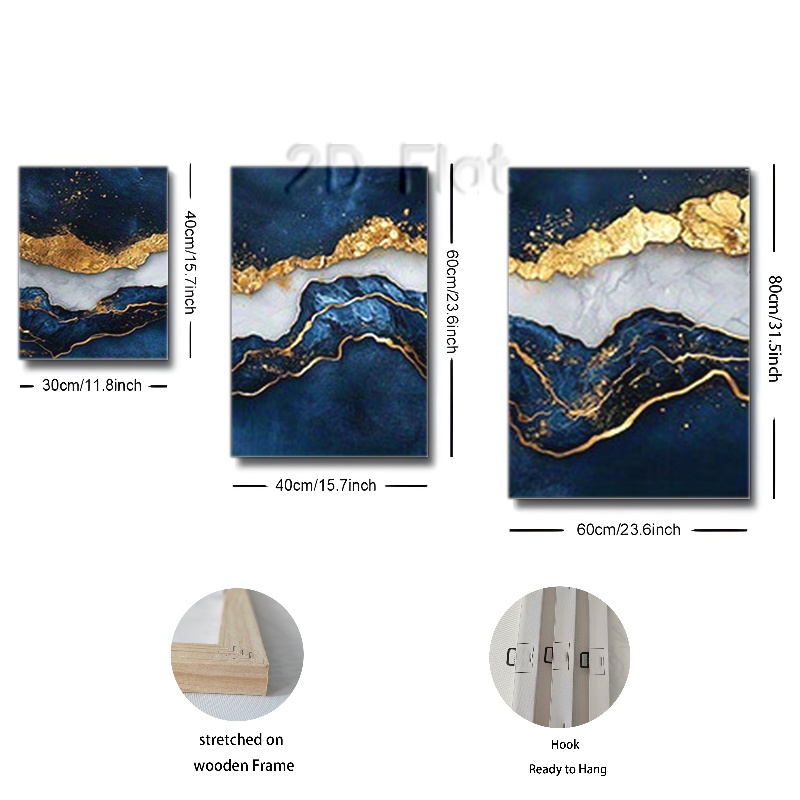 2D Flat
40cm/15.7inch
30cm/11.8inch
60cm/23.6inch
40cm/15.7inch
80cm/31.5inch
60cm/23.6inch
stretched on
wooden Frame
Hook
Ready to Hang